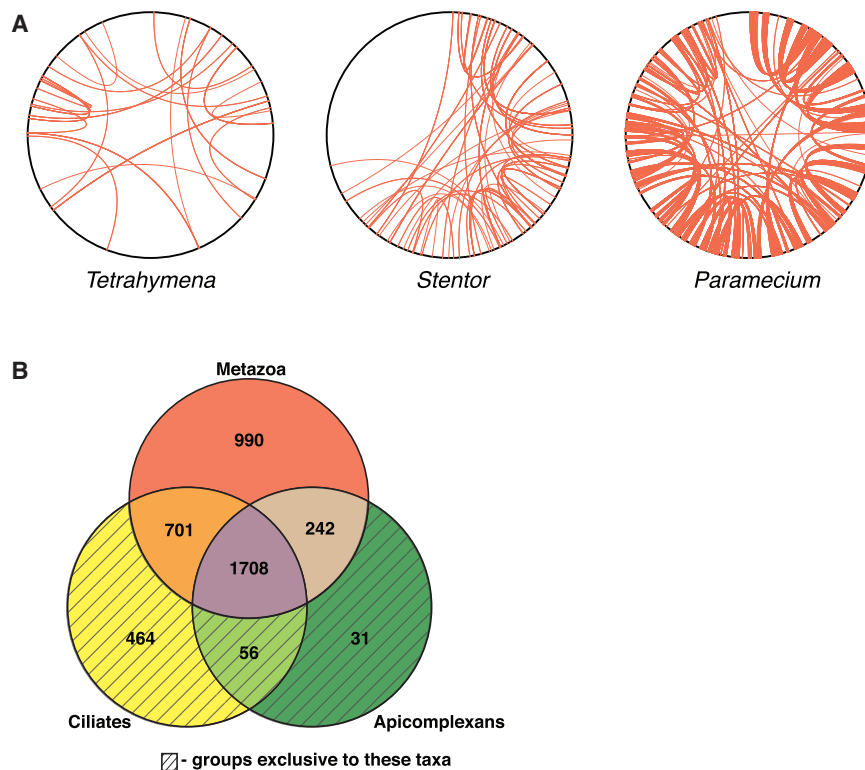 A
Tetrahymena
Stentor
Paramecium
B
Metazoa
990
701
242
1708
464
56
31
Ciliates
Apicomplexans
- groups exclusive to these taxa